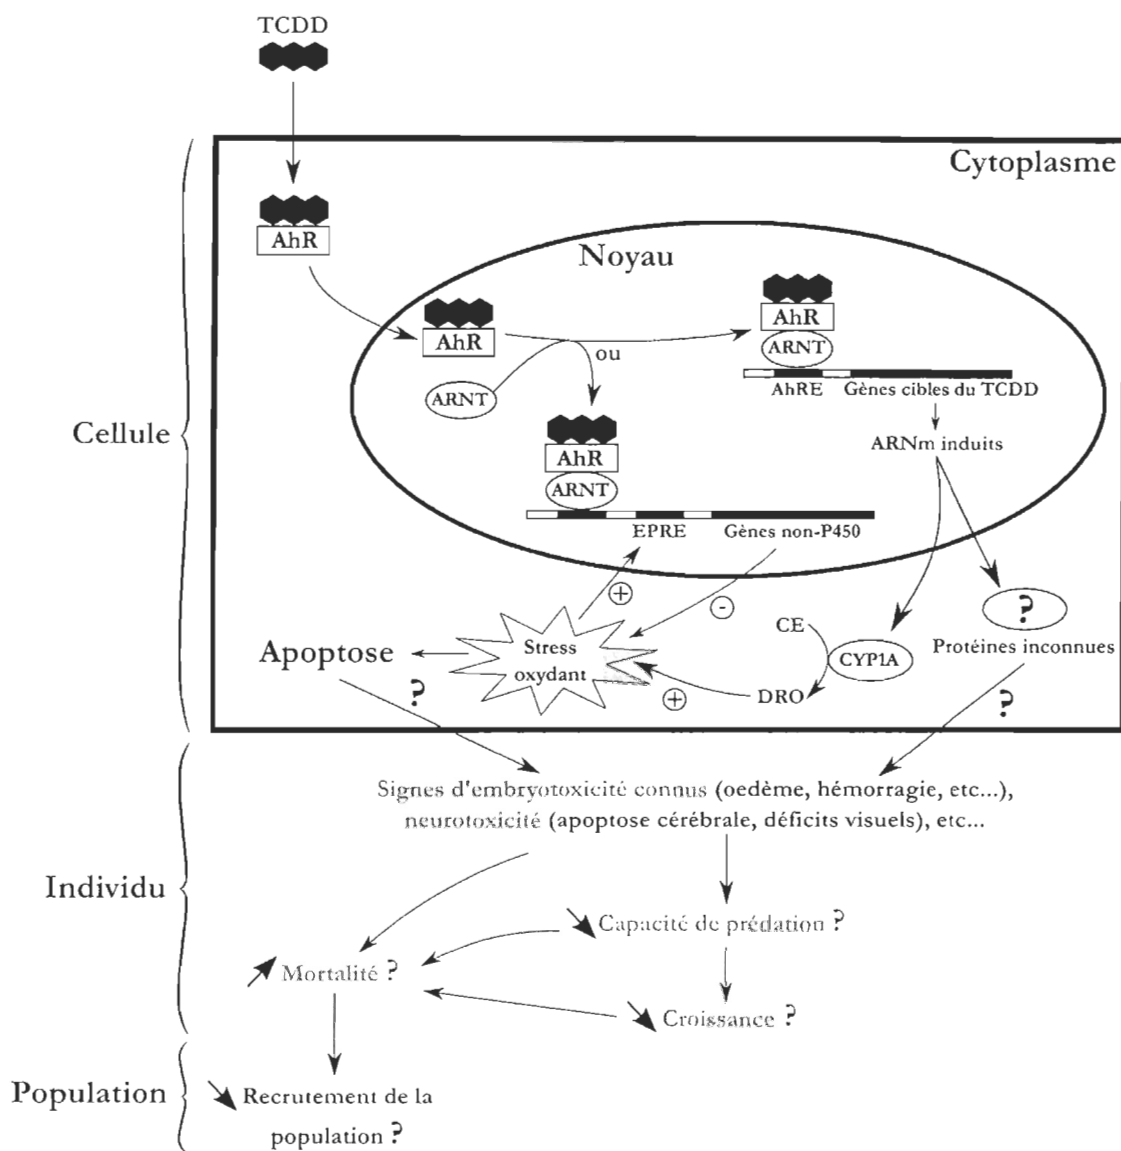 TCDD
Cytoplasme
AhR
Noyau
AhR
AhR
ARNT
ou
ARNT
AhRE
Gènes cibles du TCDD
Cellule
ARNm induits
AhR
ARNT
EPRE
Gènes non-P450
+
-
?
CE
Protéines inconnues
Apoptose
Stress
oxydant
CYP1A
DRO
+
?
?
Signes d'embryotoxicité connus (oedème, hémorragie, etc...),
neurotoxicité (apoptose cérébrale, déficits visuels), etc...
Individu
Capacité de prédation ?
Mortalité ?
Croissance ?
Population
Recrutement de la
population ?